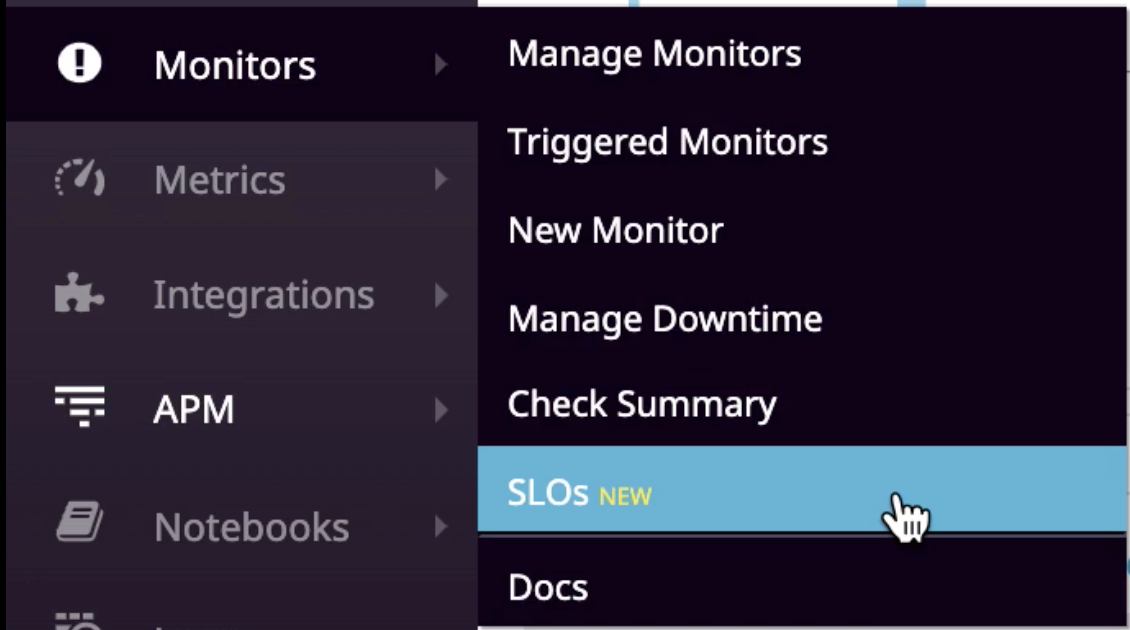 Monitors
Metrics
Integrations
APM
Notebooks
Manage Monitors
Triggered Monitors
New Monitor
Manage Downtime
Check Summary
SLOs NEW
Docs